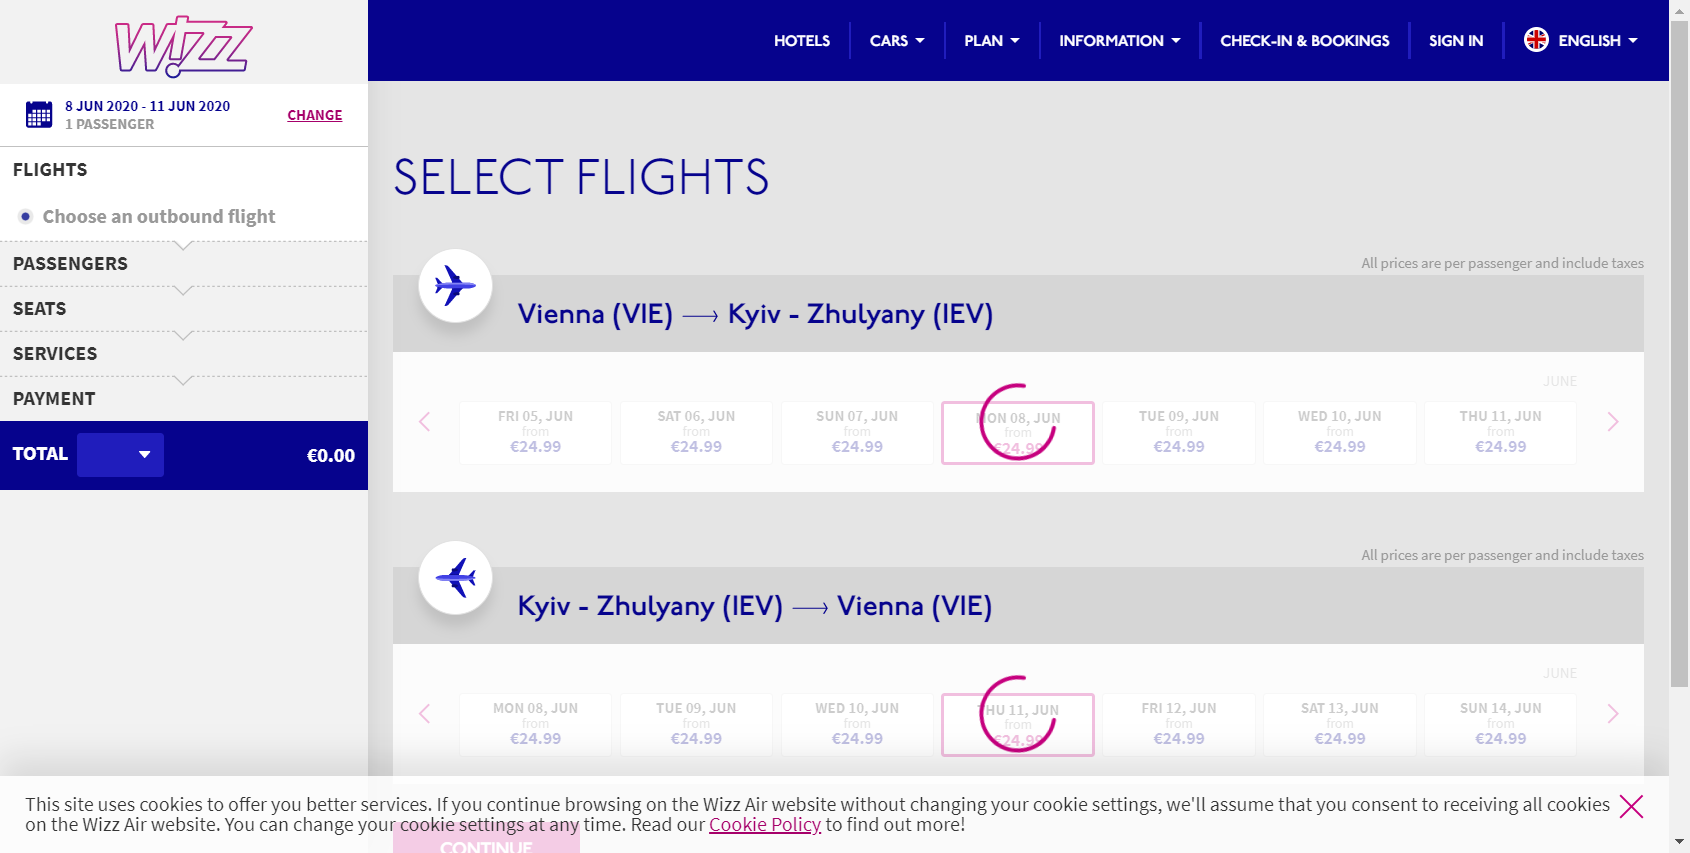 WIZZ
HOTELS
CARS
PLAN
INFORMATION
CHECK-IN & BOOKINGS
SIGN IN
ENGLISH
8 JUN 2020 - 11 JUN 2020
1 PASSENGER
CHANGE
FLIGHTS
Choose an outbound flight
PASSENGERS
SEATS
SERVICES
PAYMENT
TOTAL
€0.00
SELECT FLIGHTS
All prices are per passenger and include taxes
Vienna (VIE) ⟶ Kyiv - Zhulyany (IEV)
JUNE
FRI 05, JUN
from
€24.99
SAT 06, JUN
from
€24.99
SUN 07, JUN
from
€24.99
MON 08, JUN
from
€24.99
TUE 09, JUN
from
€24.99
WED 10, JUN
from
€24.99
THU 11, JUN
from
€24.99
All prices are per passenger and include taxes
Kyiv - Zhulyany (IEV) ⟶ Vienna (VIE)
JUNE
MON 08, JUN
from
€24.99
TUE 09, JUN
from
€24.99
WED 10, JUN
from
€24.99
THU 11, JUN
from
€24.99
FRI 12, JUN
from
€24.99
SAT 13, JUN
from
€24.99
SUN 14, JUN
from
€24.99
This site uses cookies to offer you better services. If you continue browsing on the Wizz Air website without changing your cookie settings, we'll assume that you consent to receiving all cookies
on the Wizz Air website. You can change your cookie settings at any time. Read our Cookie Policy to find out more!
CONTINUE